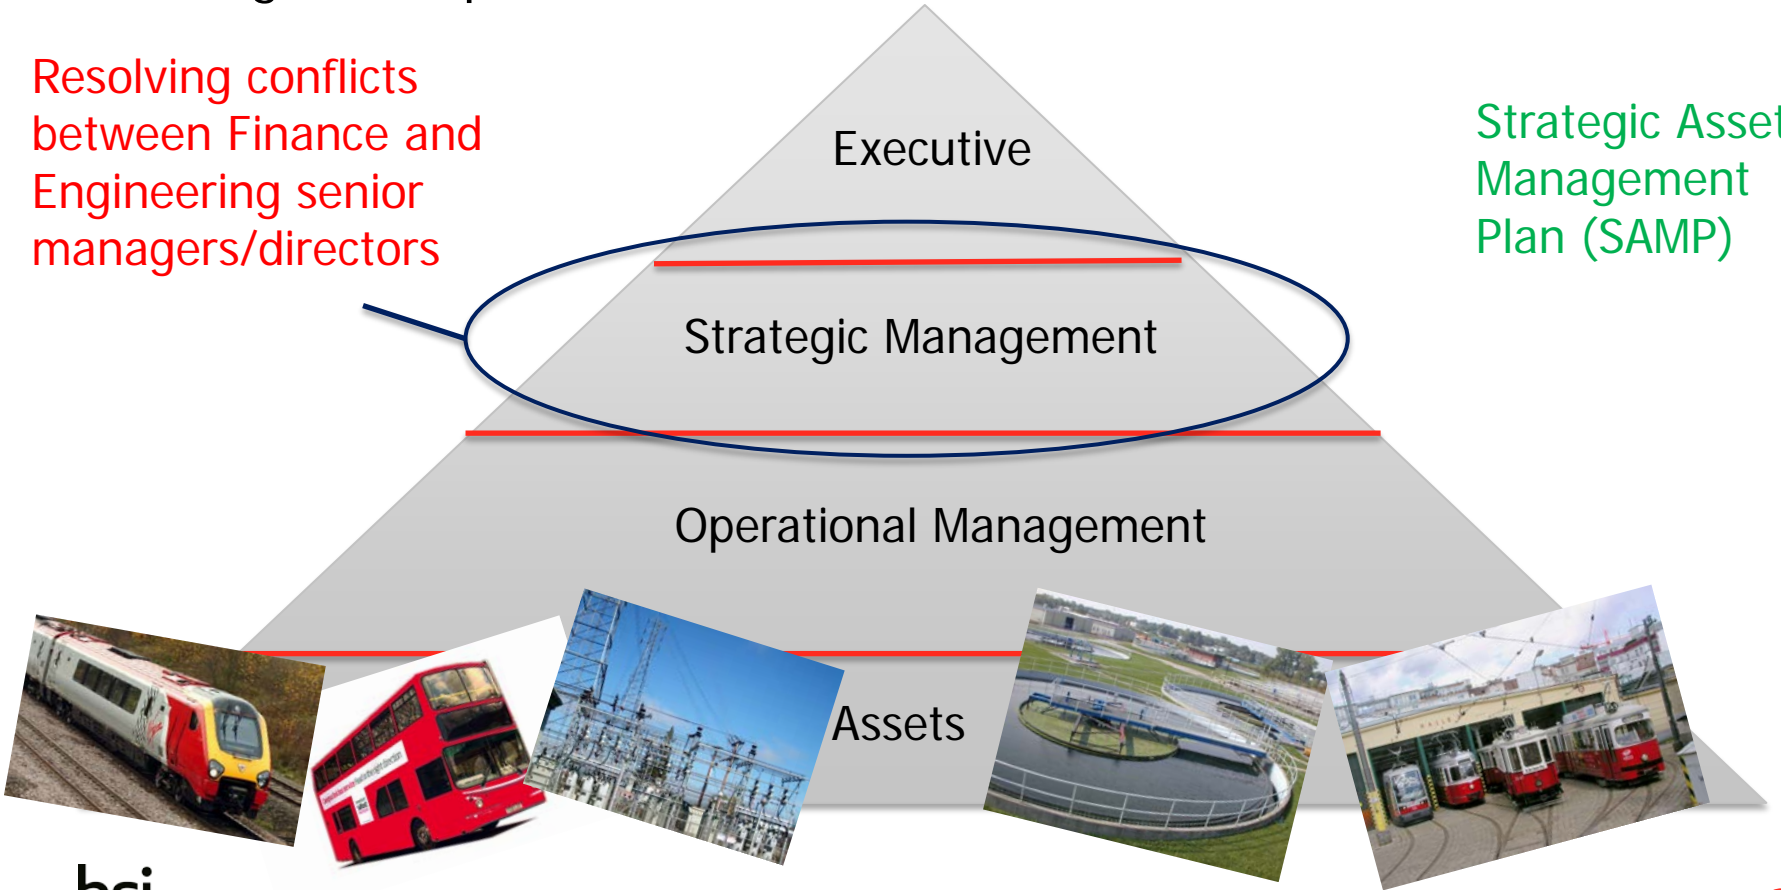 Resolving conflicts
between Finance and
Engineering senior
managers/directors
Executive
Strategic Asset
Management
Plan (SAMP)
Strategic Management
Operational Management
Assets
bsi